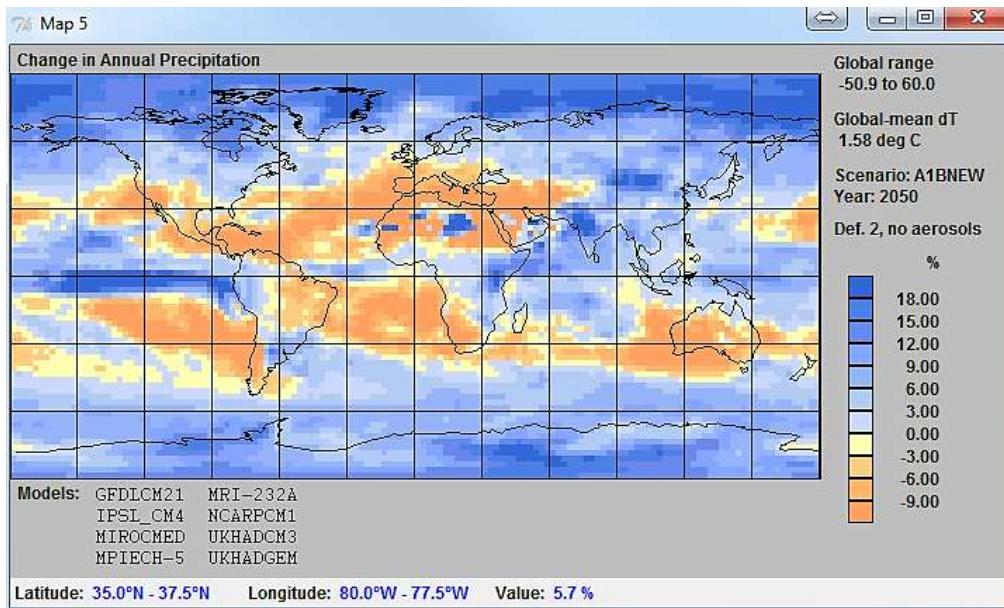 Map 5
Change in Annual Precipitation
Global range
-50.9 to 60.0
Global-mean dT
1.58 deg C
Scenario: A1BNEW
Year: 2050
Def. 2, no aerosols
%
18.00
15.00
12.00
9.00
6.00
3.00
0.00
-3.00
-6.00
-9.00
Models: GFDLCM21 MRI-232A
IPSL_CM4 NCARPCM1
MIROCMED UKHADCM3
MPIECH-5 UKHADGEM
Latitude: 35.0°N - 37.5°N Longitude: 80.0°W - 77.5°W Value: 5.7 %